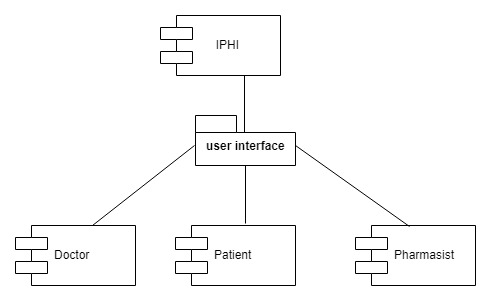 IPHI
user interface
Doctor
Patient
Pharmasist